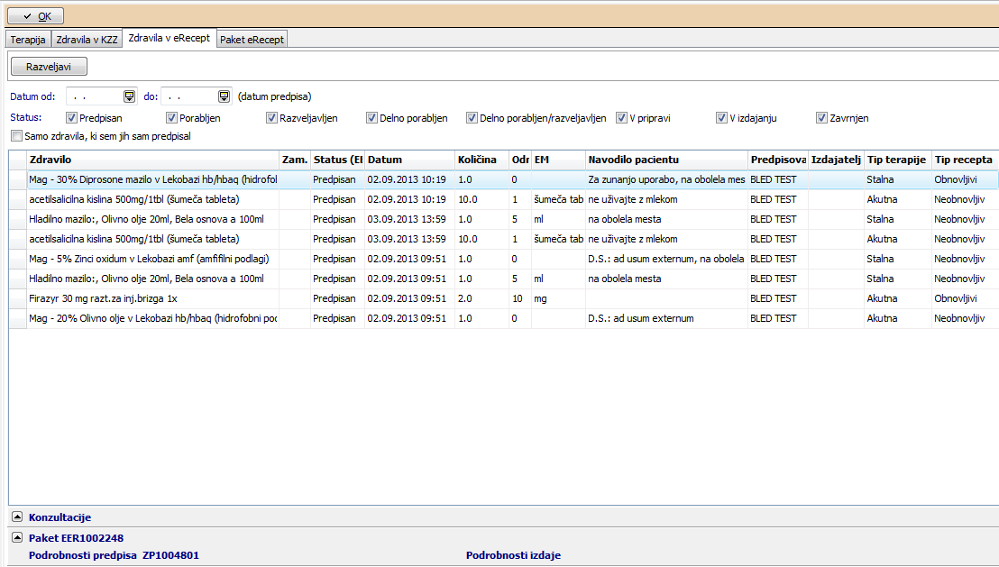 OK
Terapija Zdravila v KZZ Zdravila v eRecept Paket eRecept
Razveljavi
Datum od: . . do: . . (datum predpisa)
Status: Predpisan Porabljen Razveljavljen Delno porabljen Delno porabljen/razveljavljen V pripravi V izdajanju Zavrnjen
Samo zdravila, ki sem jih sam predpisal
Zdravilo Zam. Status (El Datum Količina Odr EM Navodilo pacientu Predpisova Izdajatelj Tip terapije Tip recepta
Mag - 30% Diprosone mazilo v Lekobazi hb/hbaq (hidrofol Predpisan 02.09.2013 10:19 1.0 0 Za zunanjo uporabo, na obolela mes BLED TEST Stalna Obnovljivi
acetilsalicilna kislina 500mg/1tbl (šumeča tableta) Predpisan 02.09.2013 10:19 10.0 1 šumeča tab ne uživajte z mlekom BLED TEST Akutna Neobnovljiv
Hladilno mazilo:, Olivno olje 20ml, Bela osnova a 100ml Predpisan 03.09.2013 13:59 1.0 5 ml na obolela mesta BLED TEST Stalna Neobnovljiv
acetilsalicilna kislina 500mg/1tbl (šumeča tableta) Predpisan 03.09.2013 13:59 10.0 1 šumeča tab ne uživajte z mlekom BLED TEST Akutna Neobnovljiv
Mag - 5% Zinci oxidum v Lekobazi amf (amfifilni podlagi) Predpisan 02.09.2013 09:51 1.0 0 D.S.: ad usum externum, na obolela BLED TEST Stalna Neobnovljiv
Hladilno mazilo:, Olivno olje 20ml, Bela osnova a 100ml Predpisan 02.09.2013 09:51 1.0 5 ml na obolela mesta BLED TEST Stalna Neobnovljiv
Firazyr 30 mg razt.za inj.brizga 1x Predpisan 02.09.2013 09:51 2.0 10 mg BLED TEST Akutna Obnovljivi
Mag - 20% Olivno olje v Lekobazi hb/hbaq (hidrofobni poc Predpisan 02.09.2013 09:51 1.0 0 D.S.: ad usum externum BLED TEST Akutna Neobnovljiv
Konzultacije
Paket EER1002248
Podrobnosti predpisa ZP1004801 Podrobnosti izdaje